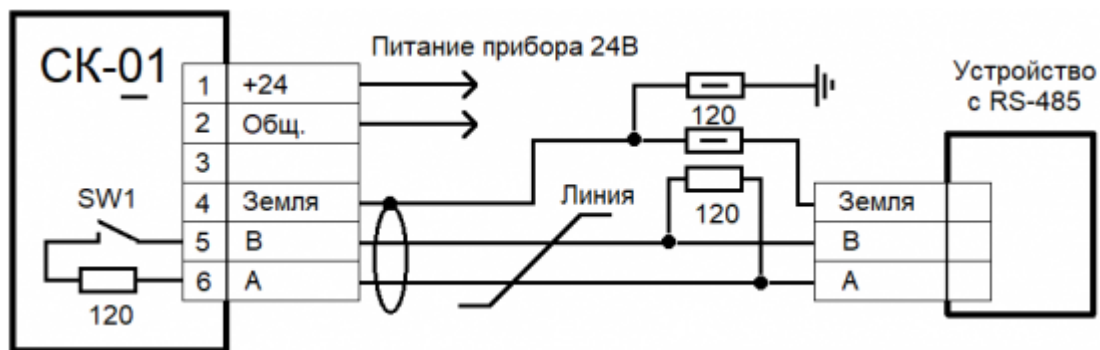 СК-01
Питание прибора 24В
Устройство
с RS-485
1 +24
2 Общ.
3
4 Земля
5 В
6 А
SW1
120
Линия
120
120
Земля
В
А